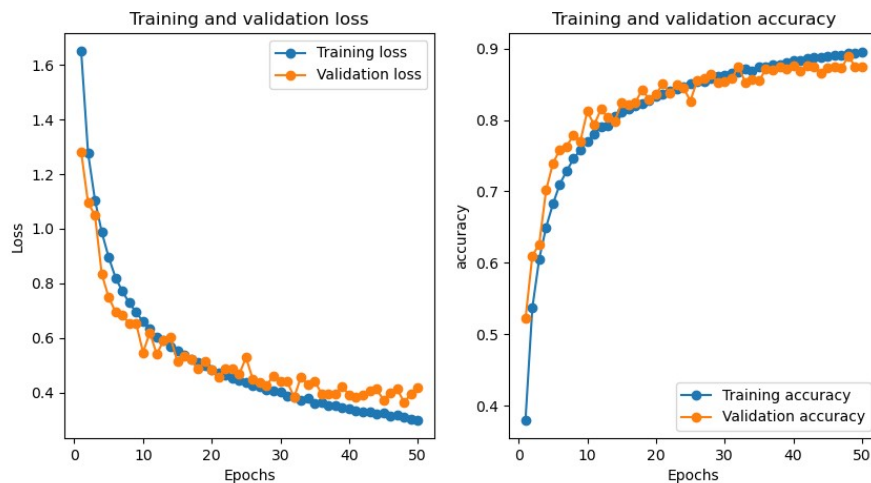 Training and validation loss
Training loss
Validation loss
1.6
1.4
1.2
1.0
0.8
0.6
0.4
Loss
0
10
20
30
40
50
Epochs
Training and validation accuracy
0.9
0.8
0.7
0.6
0.5
0.4
accuracy
Training accuracy
Validation accuracy
0
10
20
30
40
50
Epochs